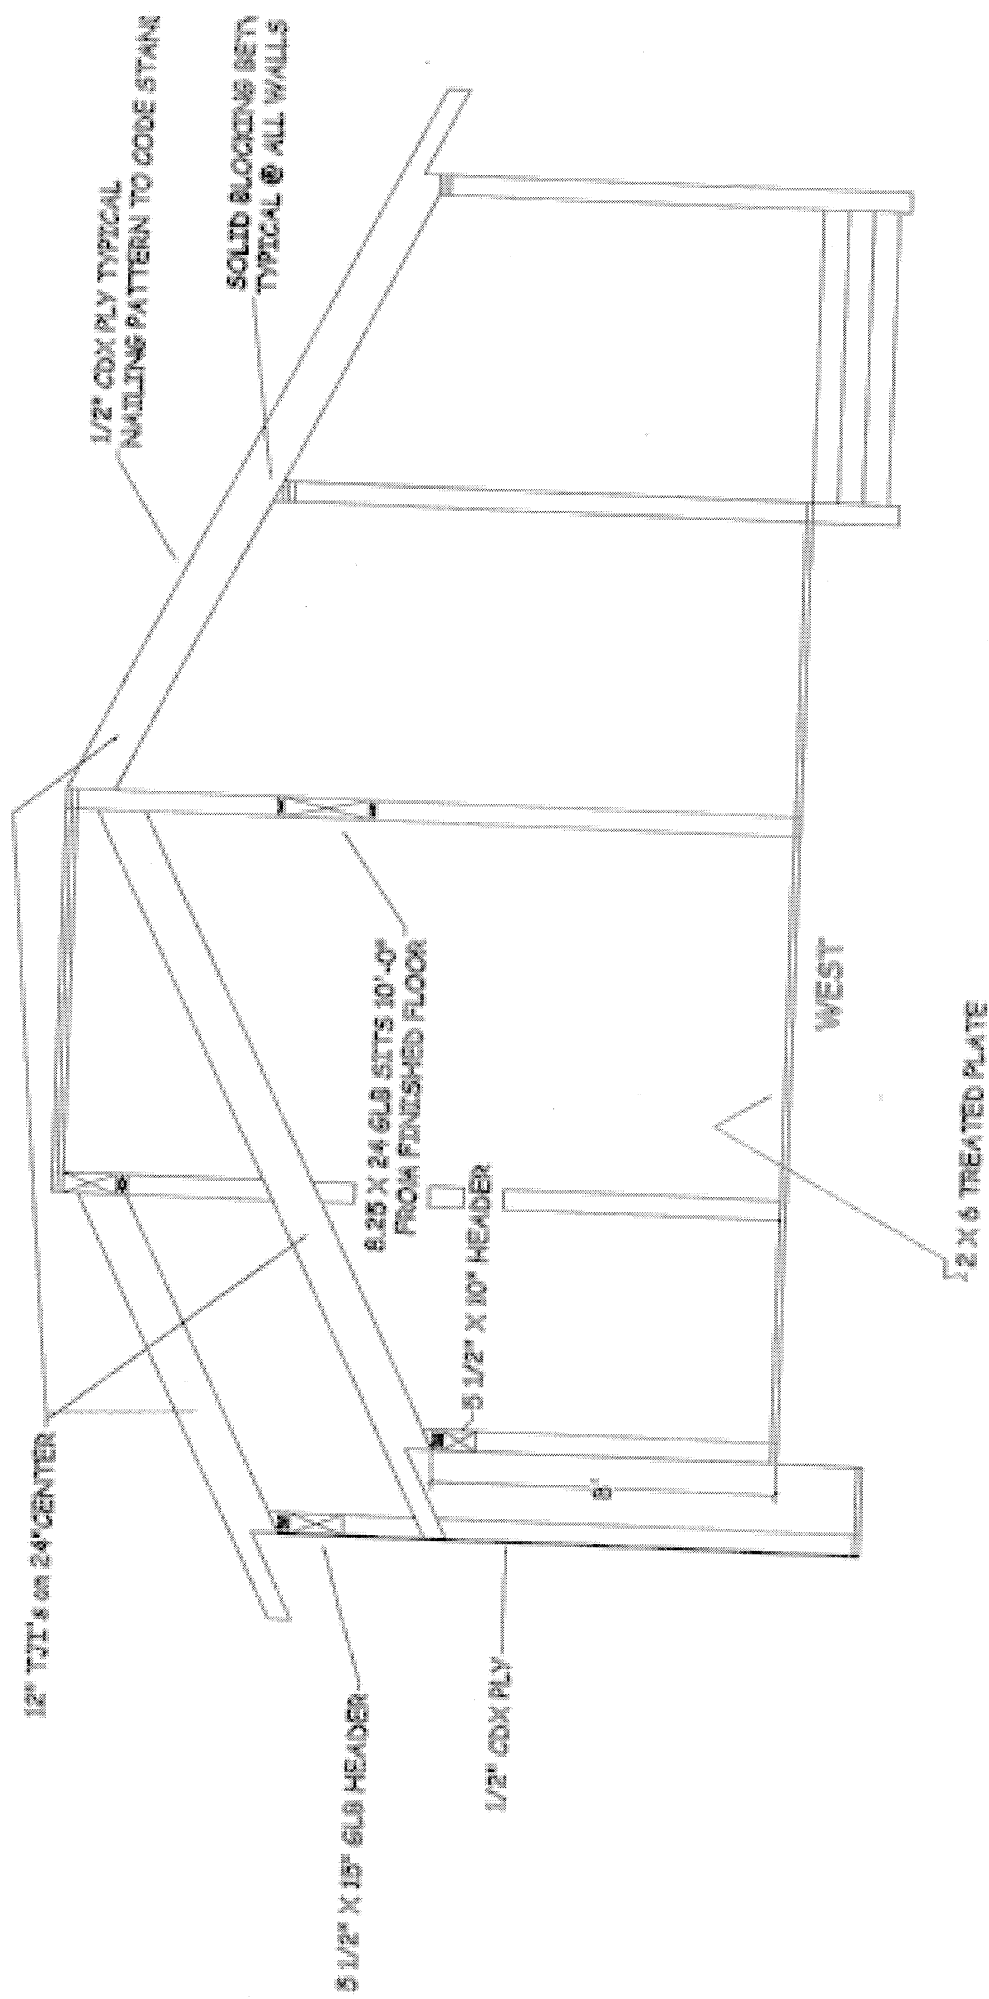 12" TJI's on 24"CENTER
1/2" CDX PLY TYPICAL
NAILING PATTERN TO CODE STAN
SOLID BLOCKING BET
TYPICAL @ ALL WALLS
5 1/2" X 15" GLB HEADER
8.25 X 24 GLB SITS 10'-0"
FROM FINISHED FLOOR
5 1/2" X 10" HEADER
1/2" CDX PLY
8'
WEST
2 X 6 TREATED PLATE